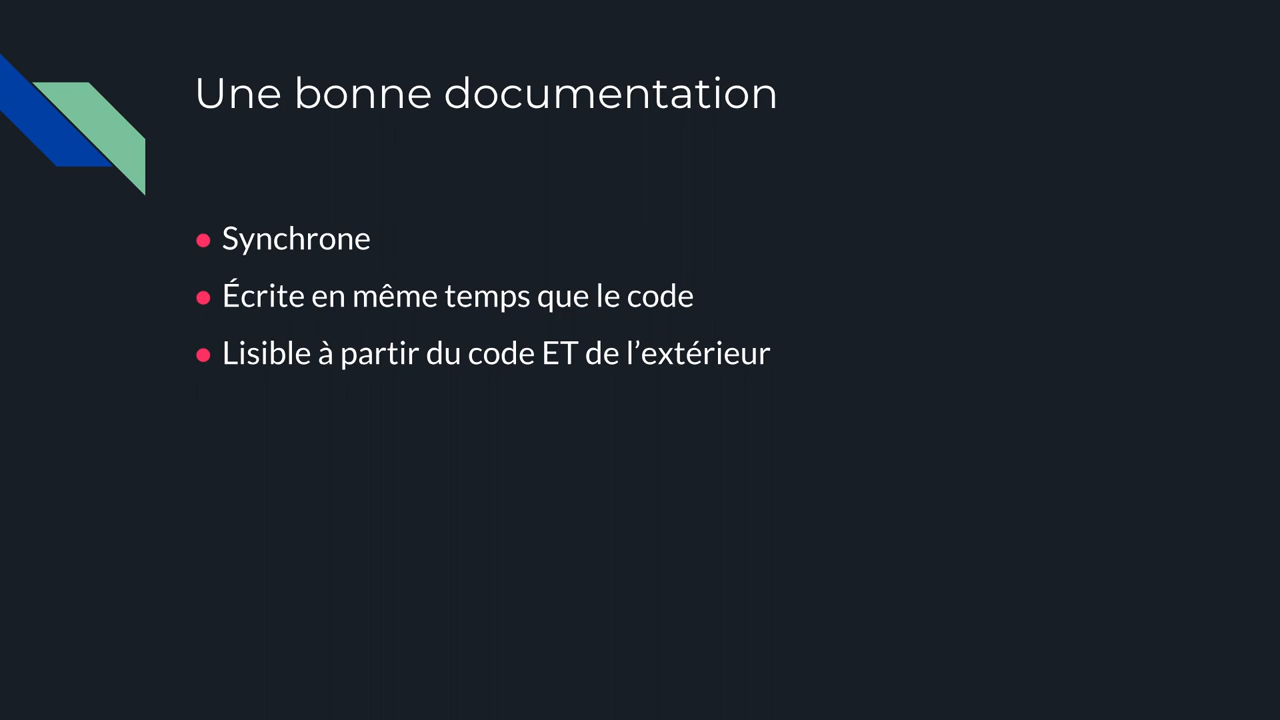 Une bonne documentation
● Synchrone
● Écrite en même temps que le code
● Lisible à partir du code ET de l’extérieur